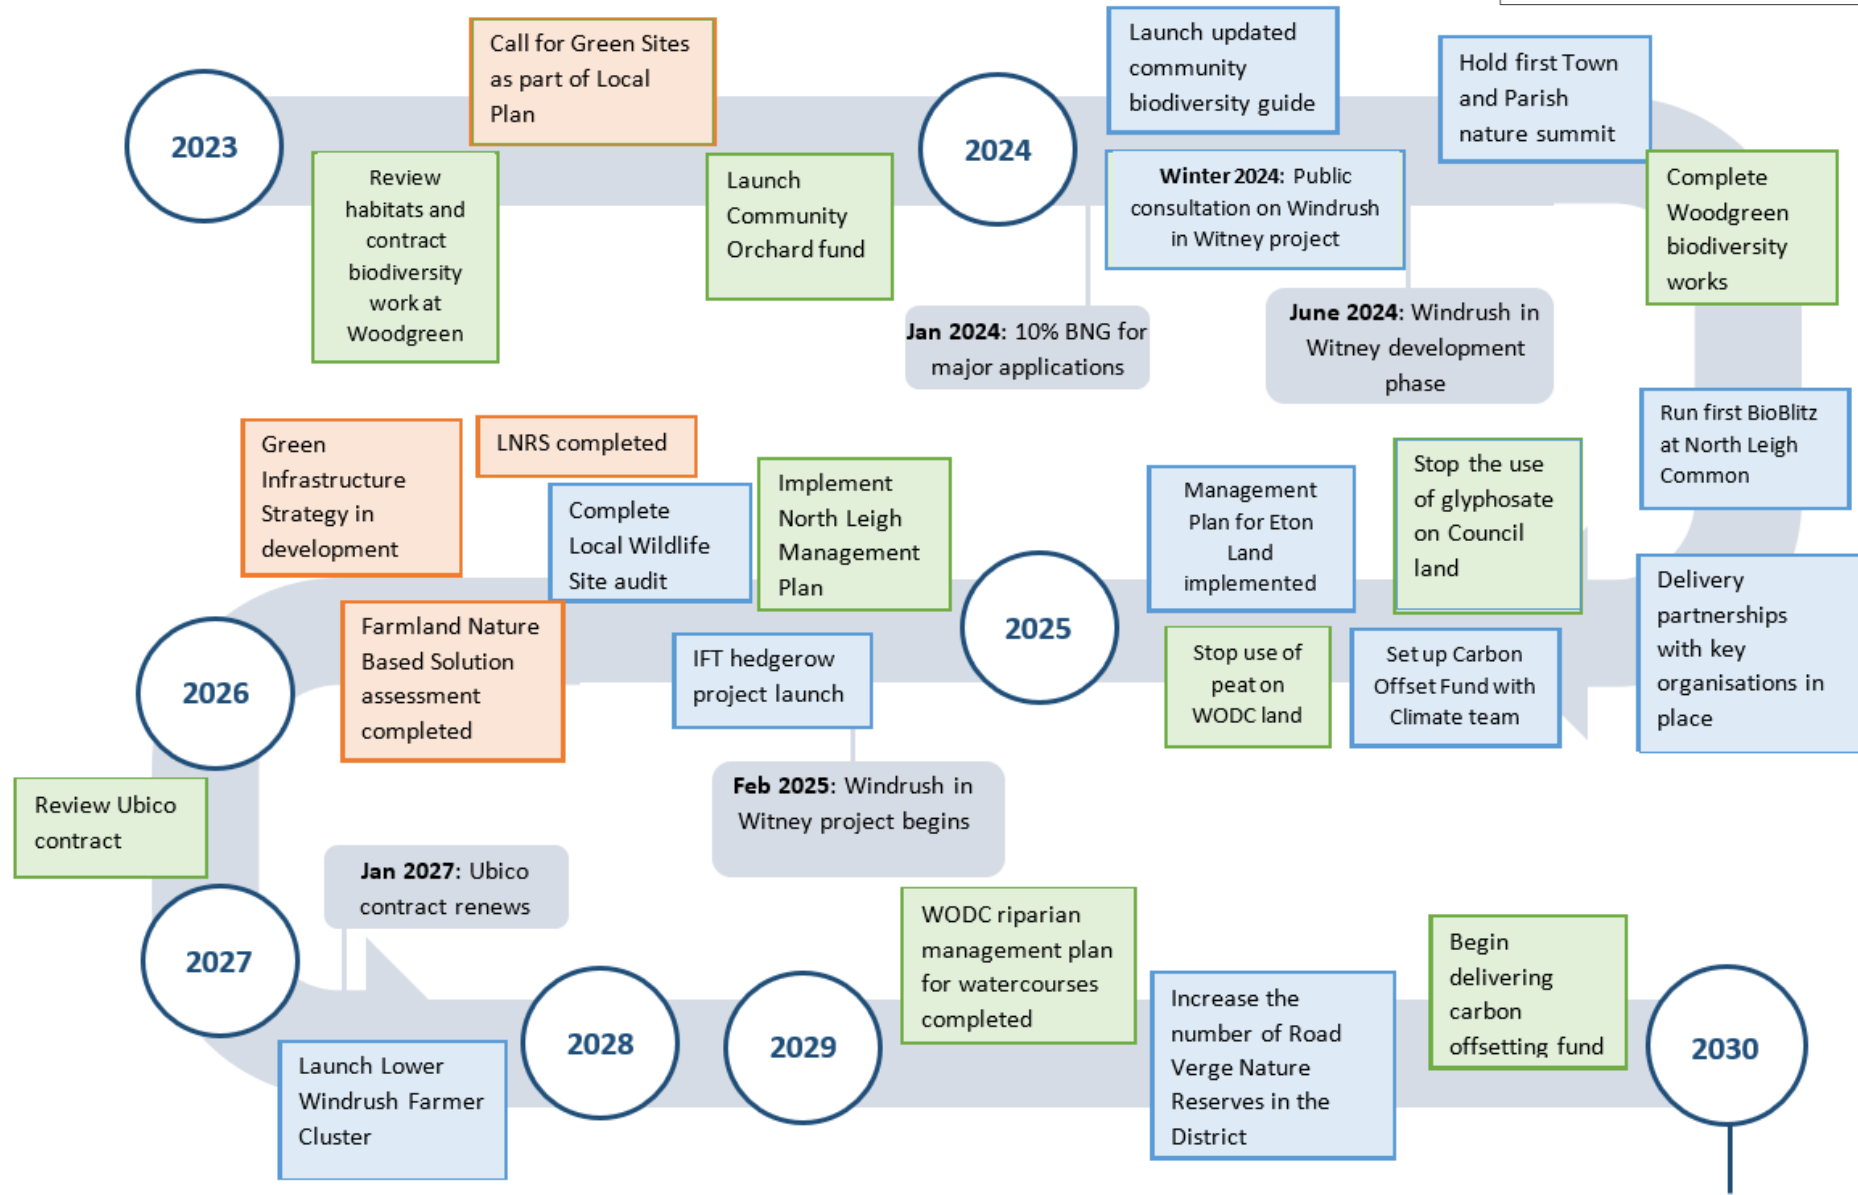 2023
Call for Green Sites
as part of Local
Plan
Review
habitats and
contract
biodiversity
work at
Woodgreen
Launch
Community
Orchard fund
2024
Launch updated
community
biodiversity guide
Winter 2024: Public
consultation on Windrush
in Witney project
Jan 2024: 10% BNG for
major applications
June 2024: Windrush in
Witney development
phase
Hold first Town
and Parish
nature summit
Complete
Woodgreen
biodiversity
works
Run first BioBlitz
at North Leigh
Common
Delivery
partnerships
with key
organisations in
place
Stop the use
of glyphosate
on Council
land
Set up Carbon
Offset Fund with
Climate team
Management
Plan for Eton
Land
implemented
Stop use of
peat on
WODC land
2025
Implement
North Leigh
Management
Plan
IFT hedgerow
project launch
Feb 2025: Windrush in
Witney project begins
Complete
Local Wildlife
Site audit
LNRS completed
Farmland Nature
Based Solution
assessment
completed
Green
Infrastructure
Strategy in
development
2026
Review Ubico
contract
2027
Jan 2027: Ubico
contract renews
Launch Lower
Windrush Farmer
Cluster
2028
2029
WODC riparian
management plan
for watercourses
completed
Increase the
number of Road
Verge Nature
Reserves in the
District
Begin
delivering
carbon
offsetting fund
2030